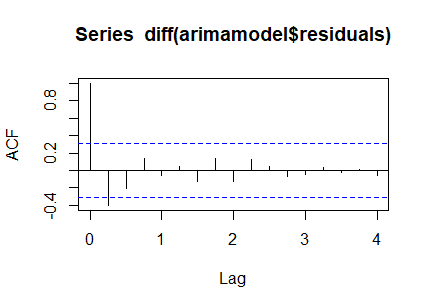 Series diff(arimamodel$residuals)
ACF
0.8
0.2
-0.4
0 1 2 3 4
Lag